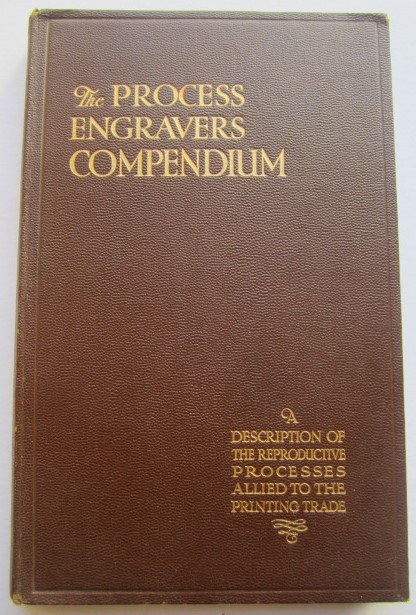 The PROCESS
ENGRAVERS
COMPENDIUM
A
DESCRIPTION OF
THE REPRODUCTIVE
PROCESSES
ALLIED TO THE
PRINTING TRADE